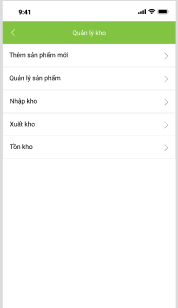 9:41
Quản lý kho
Thêm sản phẩm mới
Quản lý sản phẩm
Nhập kho
Xuất kho
Tồn kho